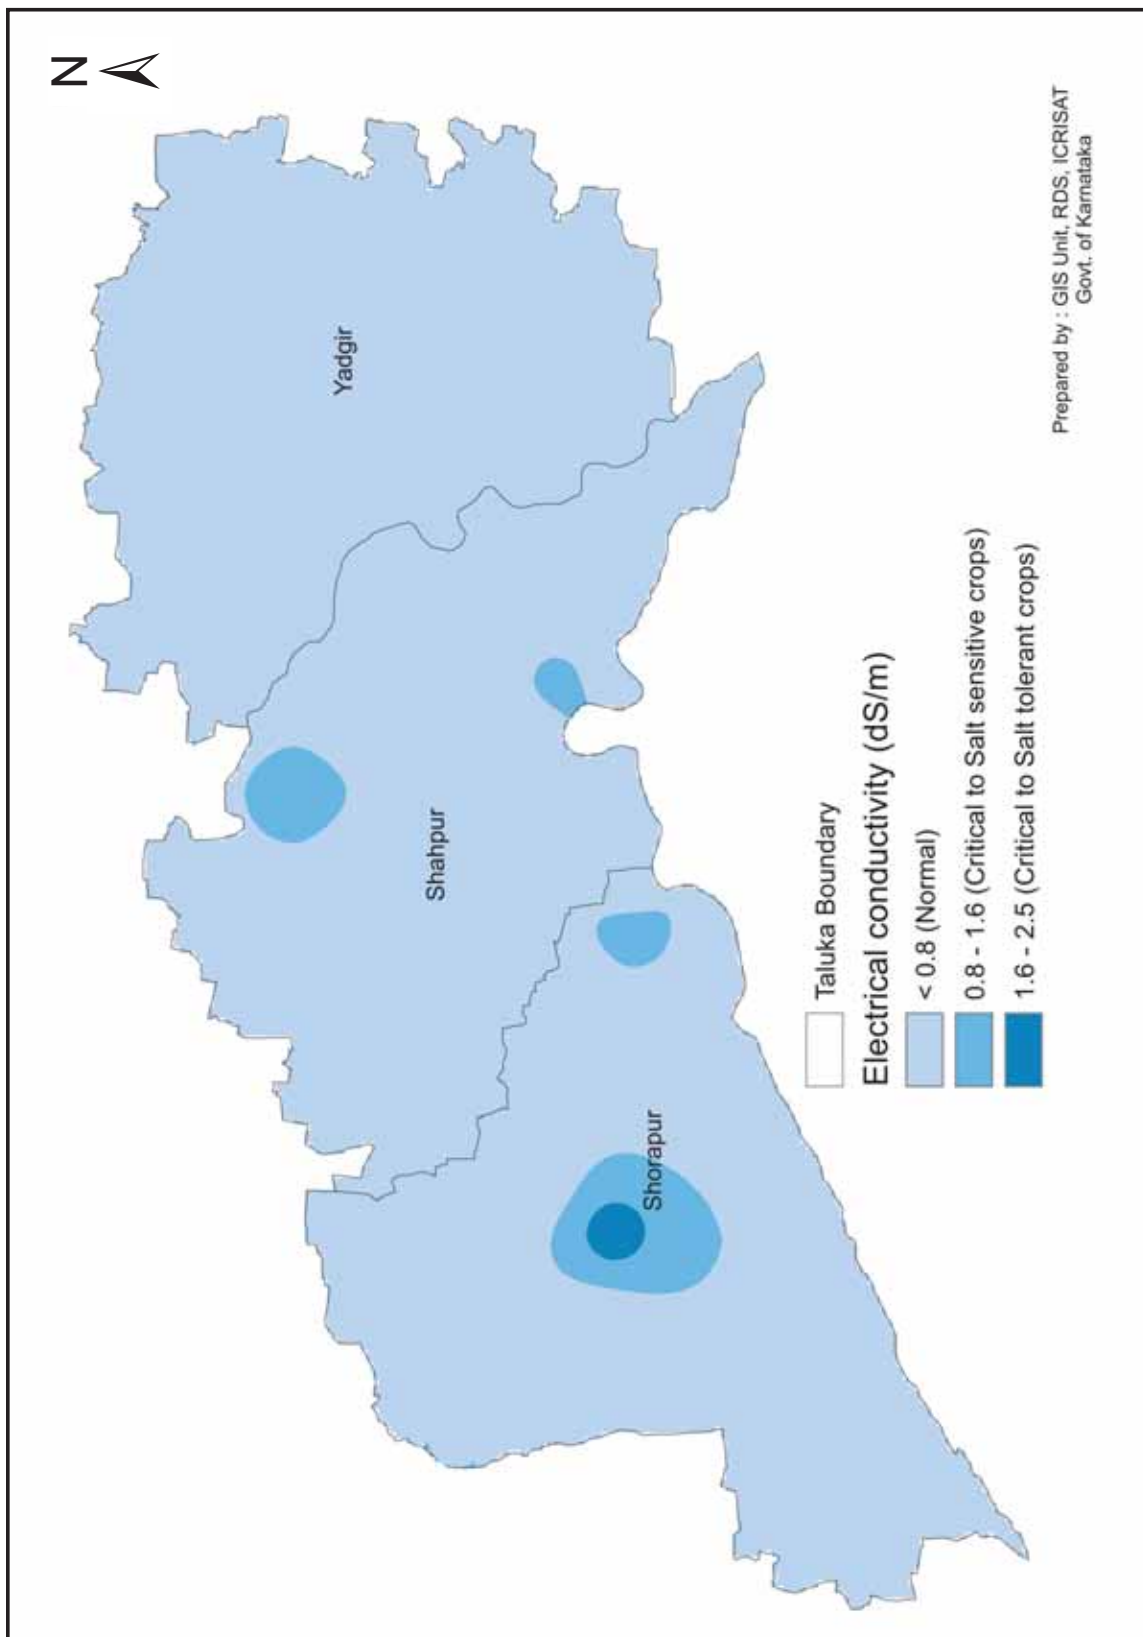 N
Yadgir
Shahpur
Shorapur
Taluka Boundary
Electrical conductivity (dS/m)
< 0.8 (Normal)
0.8 - 1.6 (Critical to Salt sensitive crops)
1.6 - 2.5 (Critical to Salt tolerant crops)
Prepared by : GIS Unit, RDS, ICRISAT
Govt. of Karnataka